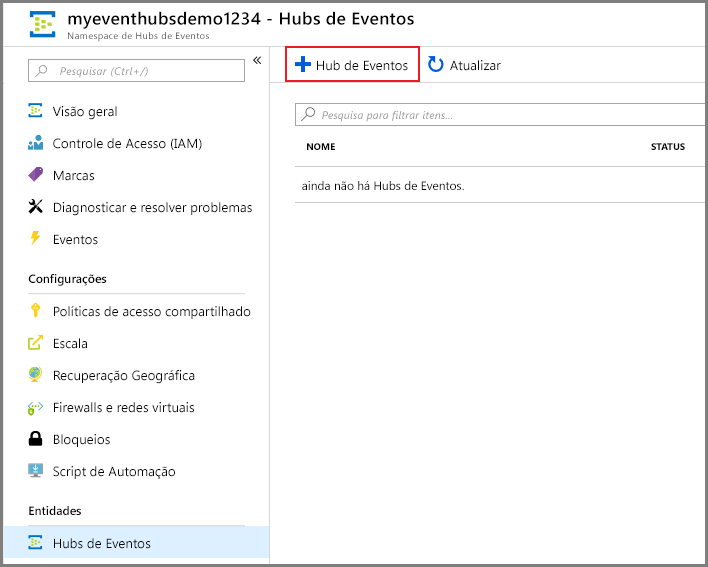 myeventhubsdemo1234 - Hubs de Eventos
Namespace de Hubs de Eventos
Pesquisar (Ctrl+/)
«
Visão geral
Controle de Acesso (IAM)
Marcas
Diagnosticar e resolver problemas
Eventos
Configurações
Políticas de acesso compartilhado
Escala
Recuperação Geográfica
Firewalls e redes virtuais
Bloqueios
Script de Automação
Entidades
Hubs de Eventos
Hub de Eventos Atualizar
Pesquisa para filtrar itens...
NOME STATUS
ainda não há Hubs de Eventos.